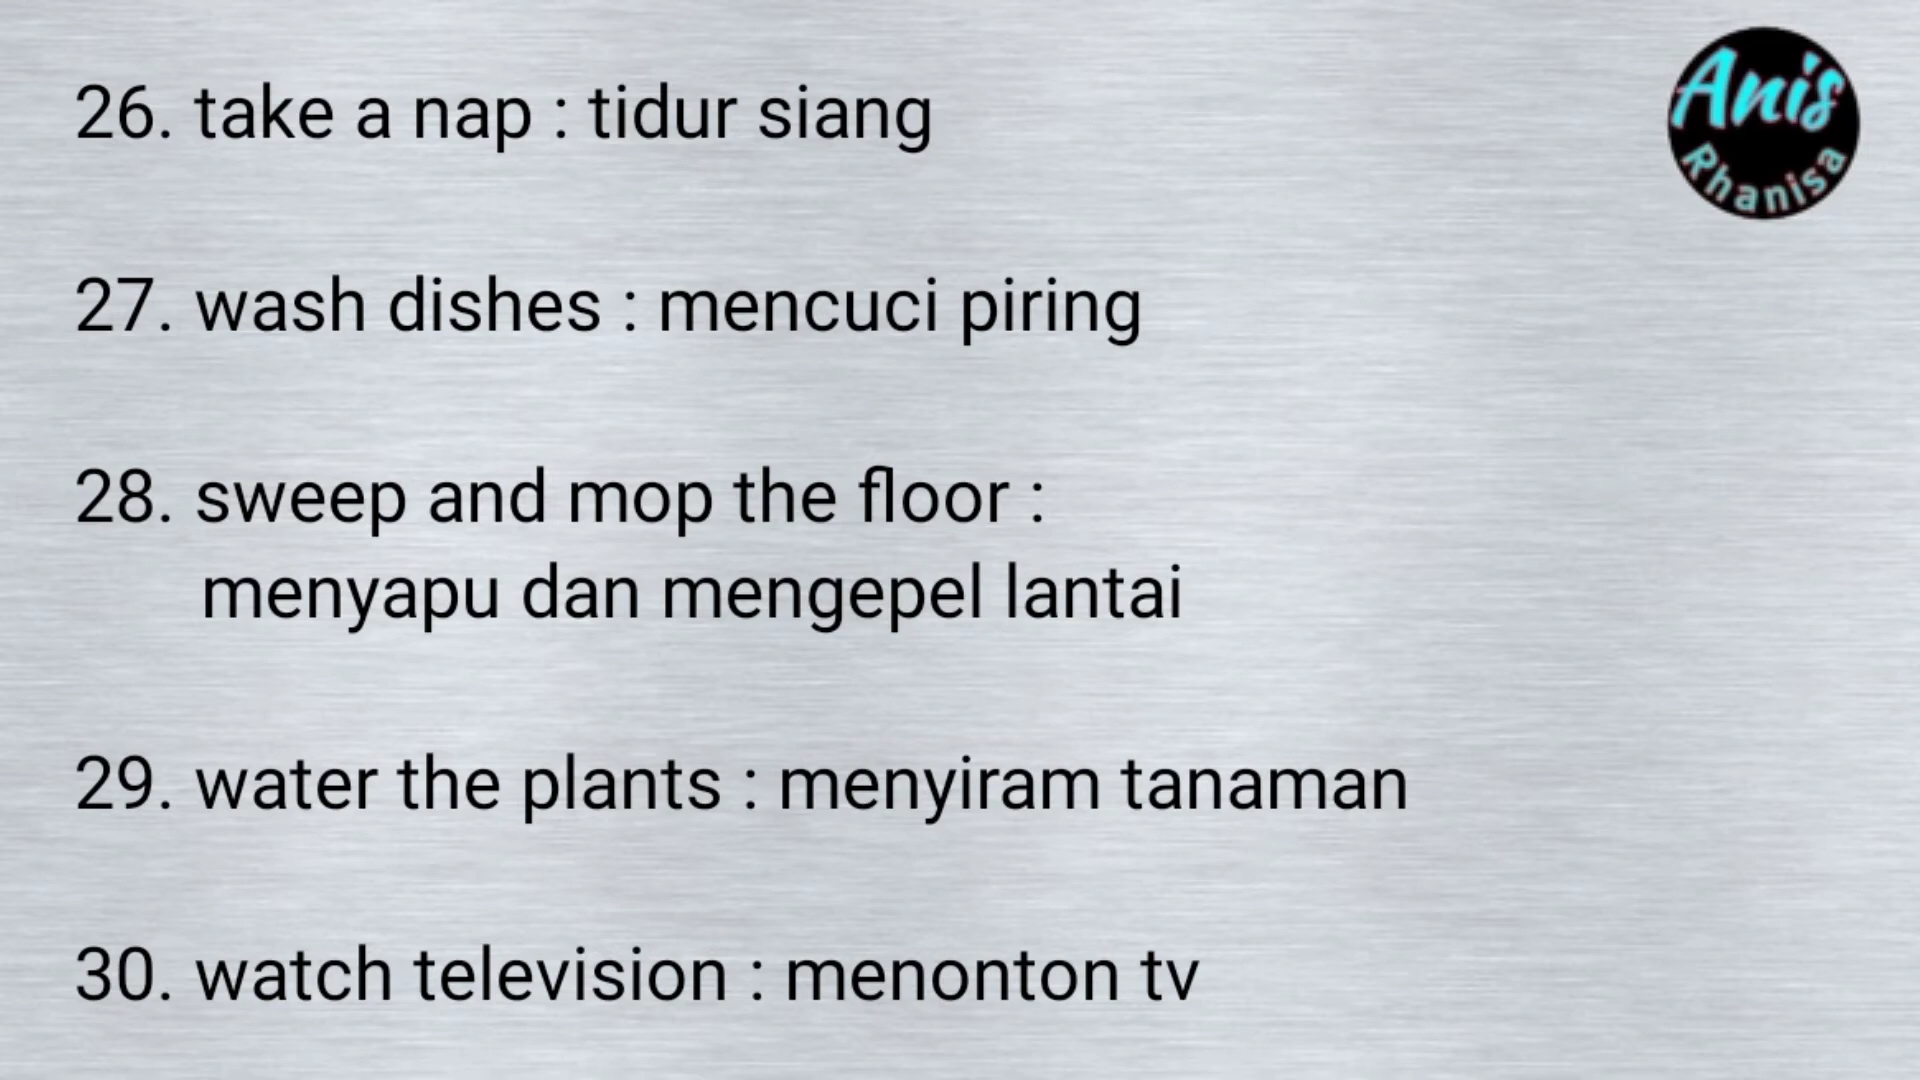 26. take a nap : tidur siang
Anis
Rhanisa
27. wash dishes : mencuci piring
28. sweep and mop the floor :
menyapu dan mengepel lantai
29. water the plants : menyiram tanaman
30. watch television : menonton tv